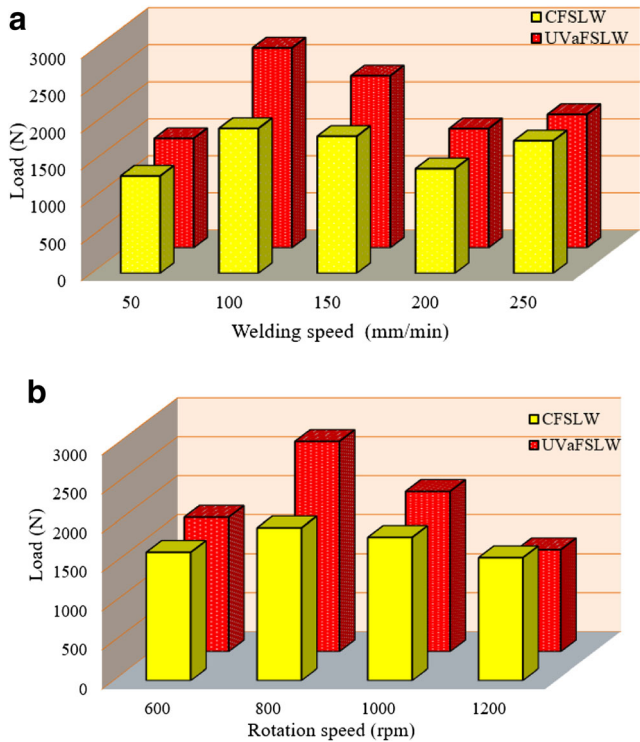 a
CFSLW
UVaFSLW
3000
2500
2000
1500
1000
500
0
Load (N)
50 100 150 200 250
Welding speed (mm/min)
b
CFSLW
UVaFSLW
3000
2500
2000
1500
1000
500
0
Load (N)
600 800 1000 1200
Rotation speed (rpm)